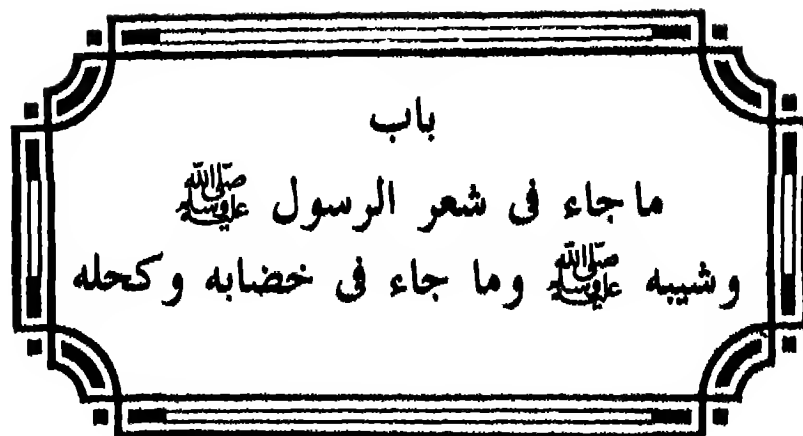 باب
ما جاء فى شعر الرسول ﷺ
وشيبه ﷺ وما جاء فى خضابه وكحله